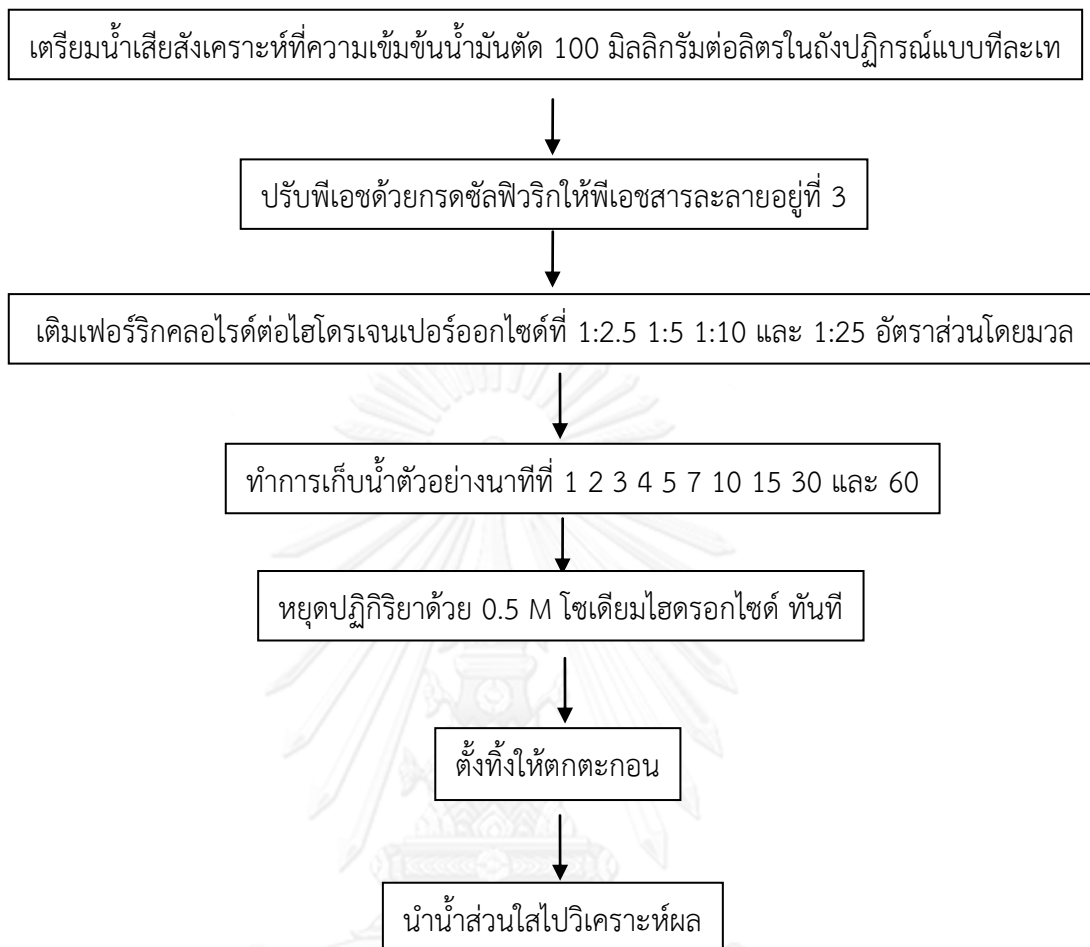 เตรียมน้ำเสียสังเคราะห์ที่ความเข้มข้นน้ำมันตัด 100 มิลลิกรัมต่อลิตรในถังปฏิกรณ์แบบทีละเท
ปรับพีเอชด้วยกรดซัลฟิวริกให้พีเอชสารละลายอยู่ที่ 3
เติมเฟอร์ริกคลอไรด์ต่อไฮโดรเจนเปอร์ออกไซด์ที่ 1:2.5 1:5 1:10 และ 1:25 อัตราส่วนโดยมวล
ทำการเก็บน้ำตัวอย่างนาทีที่ 1 2 3 4 5 7 10 15 30 และ 60
หยุดปฏิกิริยาด้วย 0.5 M โซเดียมไฮดรอกไซด์ ทันที
ตั้งทิ้งให้ตกตะกอน
นำน้ำส่วนใสไปวิเคราะห์ผล